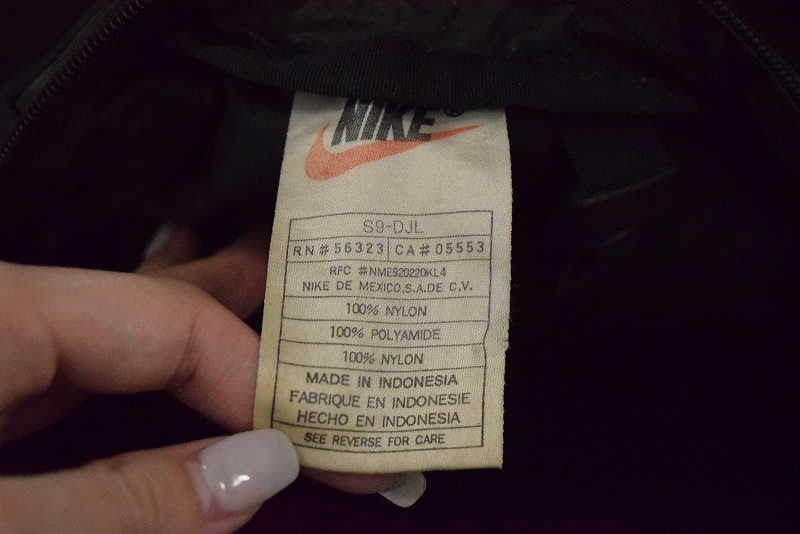 NIKE®
S9-DJL
RN#56323 CA#05553
RFC #NME920220KL4
NIKE DE MEXICO,S.A.DE C.V.
100% NYLON
100% POLYAMIDE
100% NYLON
MADE IN INDONESIA
FABRIQUE EN INDONESIE
HECHO EN INDONESIA
SEE REVERSE FOR CARE